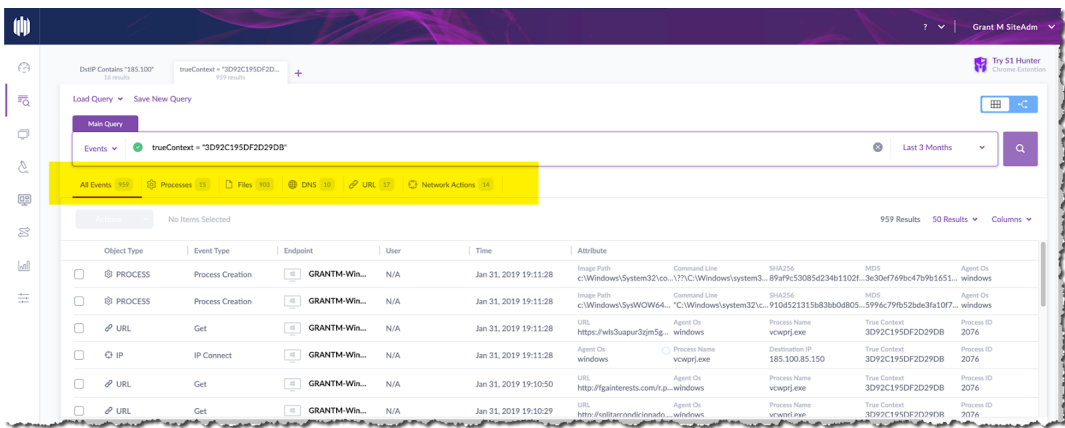 ? Grant M SiteAdm
DstIP Contains "185.100" trueContext = "3D92C195DF2D... Try S1 Hunter
16 results 959 results + Chrome Extention
Load Query Save New Query
Main Query
Events trueContext = "3D92C195DF2D29DB" Last 3 Months
All Events 959 Processes 15 Files 903 DNS 10 URL 17 Network Actions 14
Actions No Items Selected 959 Results 50 Results Columns
Object Type Event Type Endpoint User Time Attribute
Image Path Command Line SHA256 MD5 Agent Os
PROCESS Process Creation GRANTM-Win... N/A Jan 31, 2019 19:11:28 c:\Windows\System32\co... \??\C:\Windows\system3... 89af9c53085d234b1102f... 3e30ef769bc47b9b1651... windows
Image Path Command Line SHA256 MD5 Agent Os
PROCESS Process Creation GRANTM-Win... N/A Jan 31, 2019 19:11:28 c:\Windows\SysWOW64... "C:\Windows\system32\c... 910d521315b83bb0d805... 5996c79fb52bde3fa10f7... windows
URL Agent Os Process Name True Context Process ID
URL Get GRANTM-Win... N/A Jan 31, 2019 19:11:28 https://wls3uapur3zjm5g... windows vcwprj.exe 3D92C195DF2D29DB 2076
Agent Os Process Name Destination IP True Context Process ID
IP IP Connect GRANTM-Win... N/A Jan 31, 2019 19:11:28 windows vcwprj.exe 185.100.85.150 3D92C195DF2D29DB 2076
URL Agent Os Process Name True Context Process ID
URL Get GRANTM-Win... N/A Jan 31, 2019 19:10:50 http://fgainterests.com/r.p... windows vcwprj.exe 3D92C195DF2D29DB 2076
URL Agent Os Process Name True Context Process ID
URL Get GRANTM-Win... N/A Jan 31, 2019 19:10:29 http://splitarcondicionado... windows vcwprj.exe 3D92C195DF2D29DB 2076